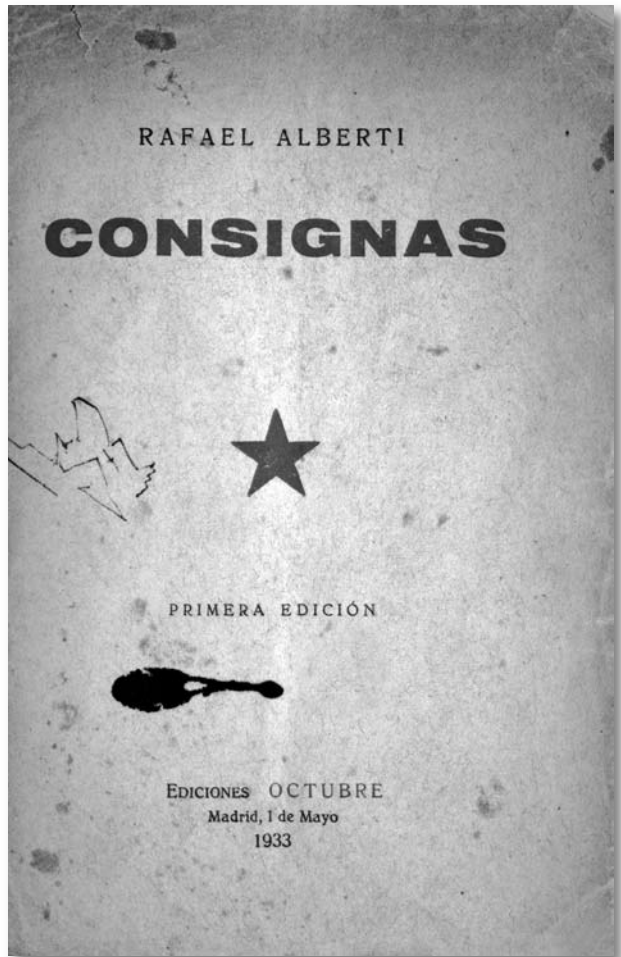 RAFAEL ALBERTI
CONSIGNAS
PRIMERA EDICIÓN
EDICIONES OCTUBRE
Madrid, 1 de Mayo
1933